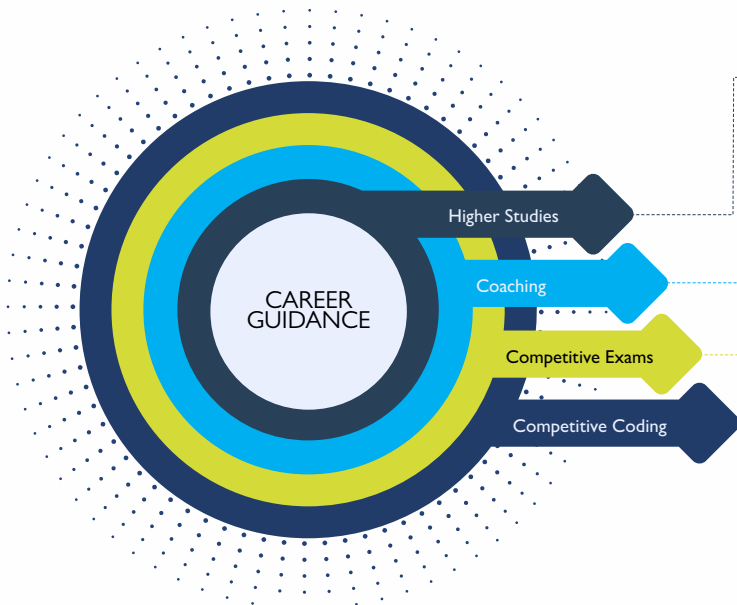 CAREER
GUIDANCE
Higher Studies
Coaching
Competitive Exams
Competitive Coding